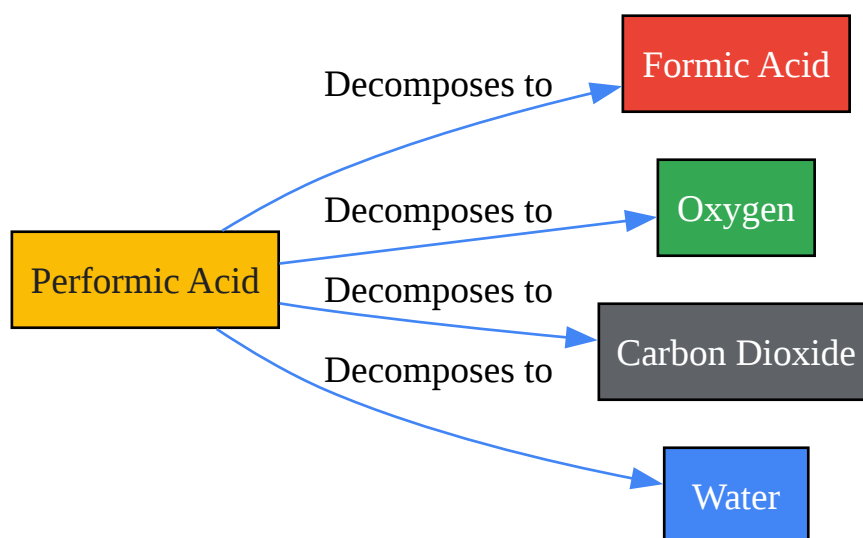 Decomposes to
Formic Acid
Decomposes to
Oxygen
Performic Acid
Decomposes to
Carbon Dioxide
Decomposes to
Water